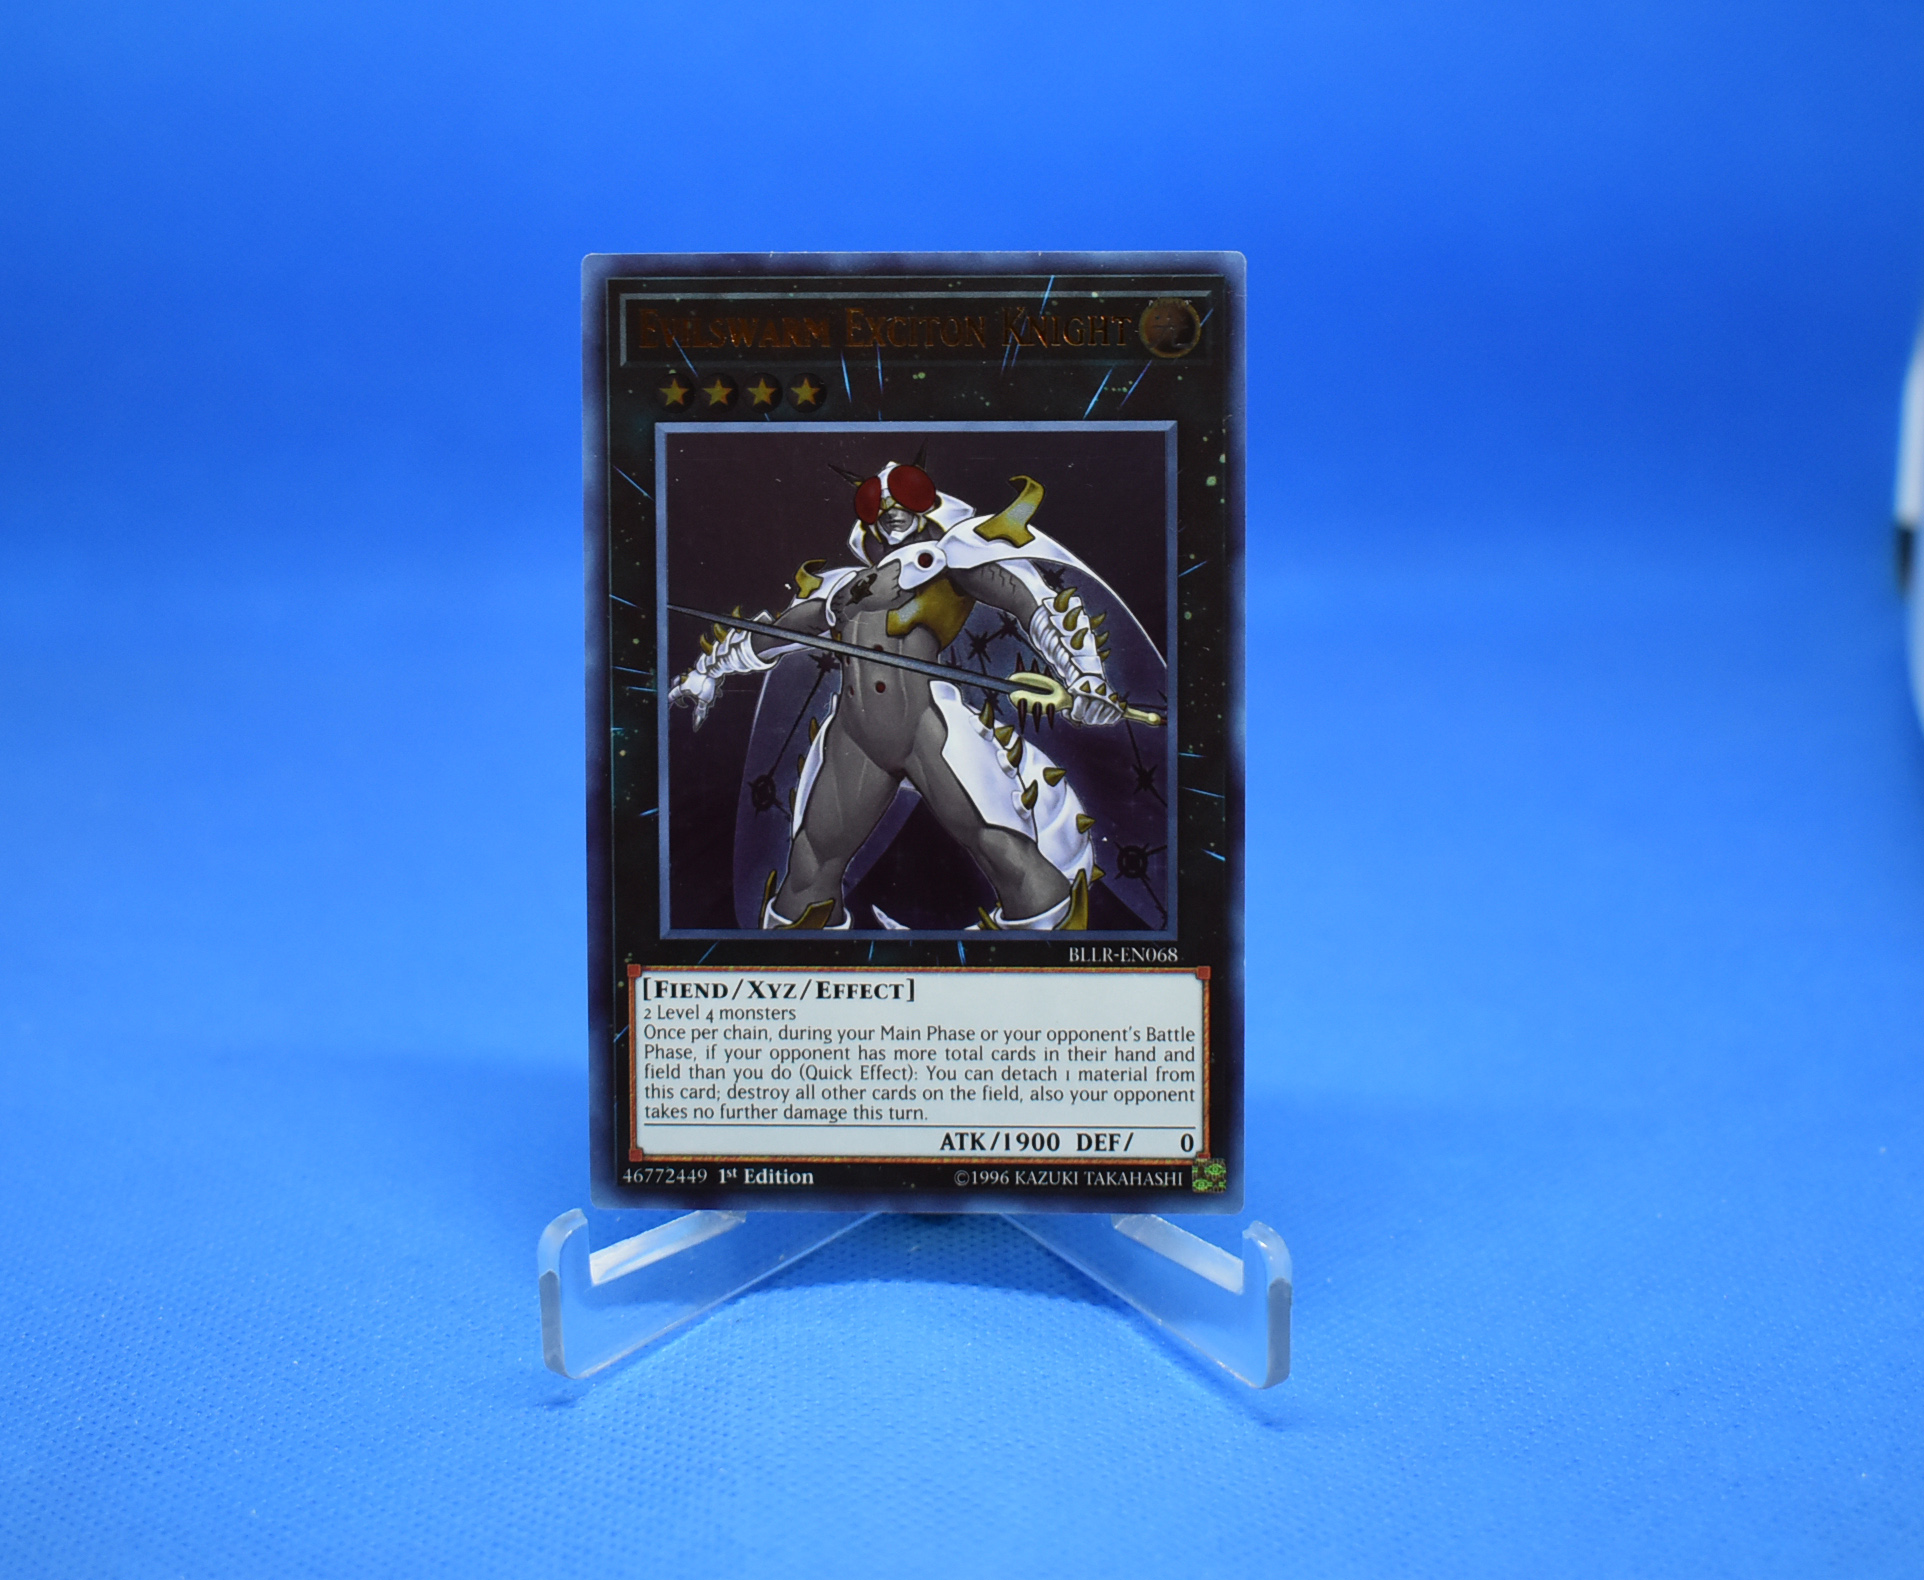 Evilswarm Exciton Knight
BLLR-EN068
[Fiend/Xyz/Effect]
2 Level 4 monsters
Once per chain, during your Main Phase or your opponent's Battle
Phase, if your opponent has more total cards in their hand and
field than you do (Quick Effect): You can detach 1 material from
this card; destroy all other cards on the field, also your opponent
takes no further damage this turn.
ATK/1900 DEF/ 0
46772449 1st Edition ©1996 KAZUKI TAKAHASHI